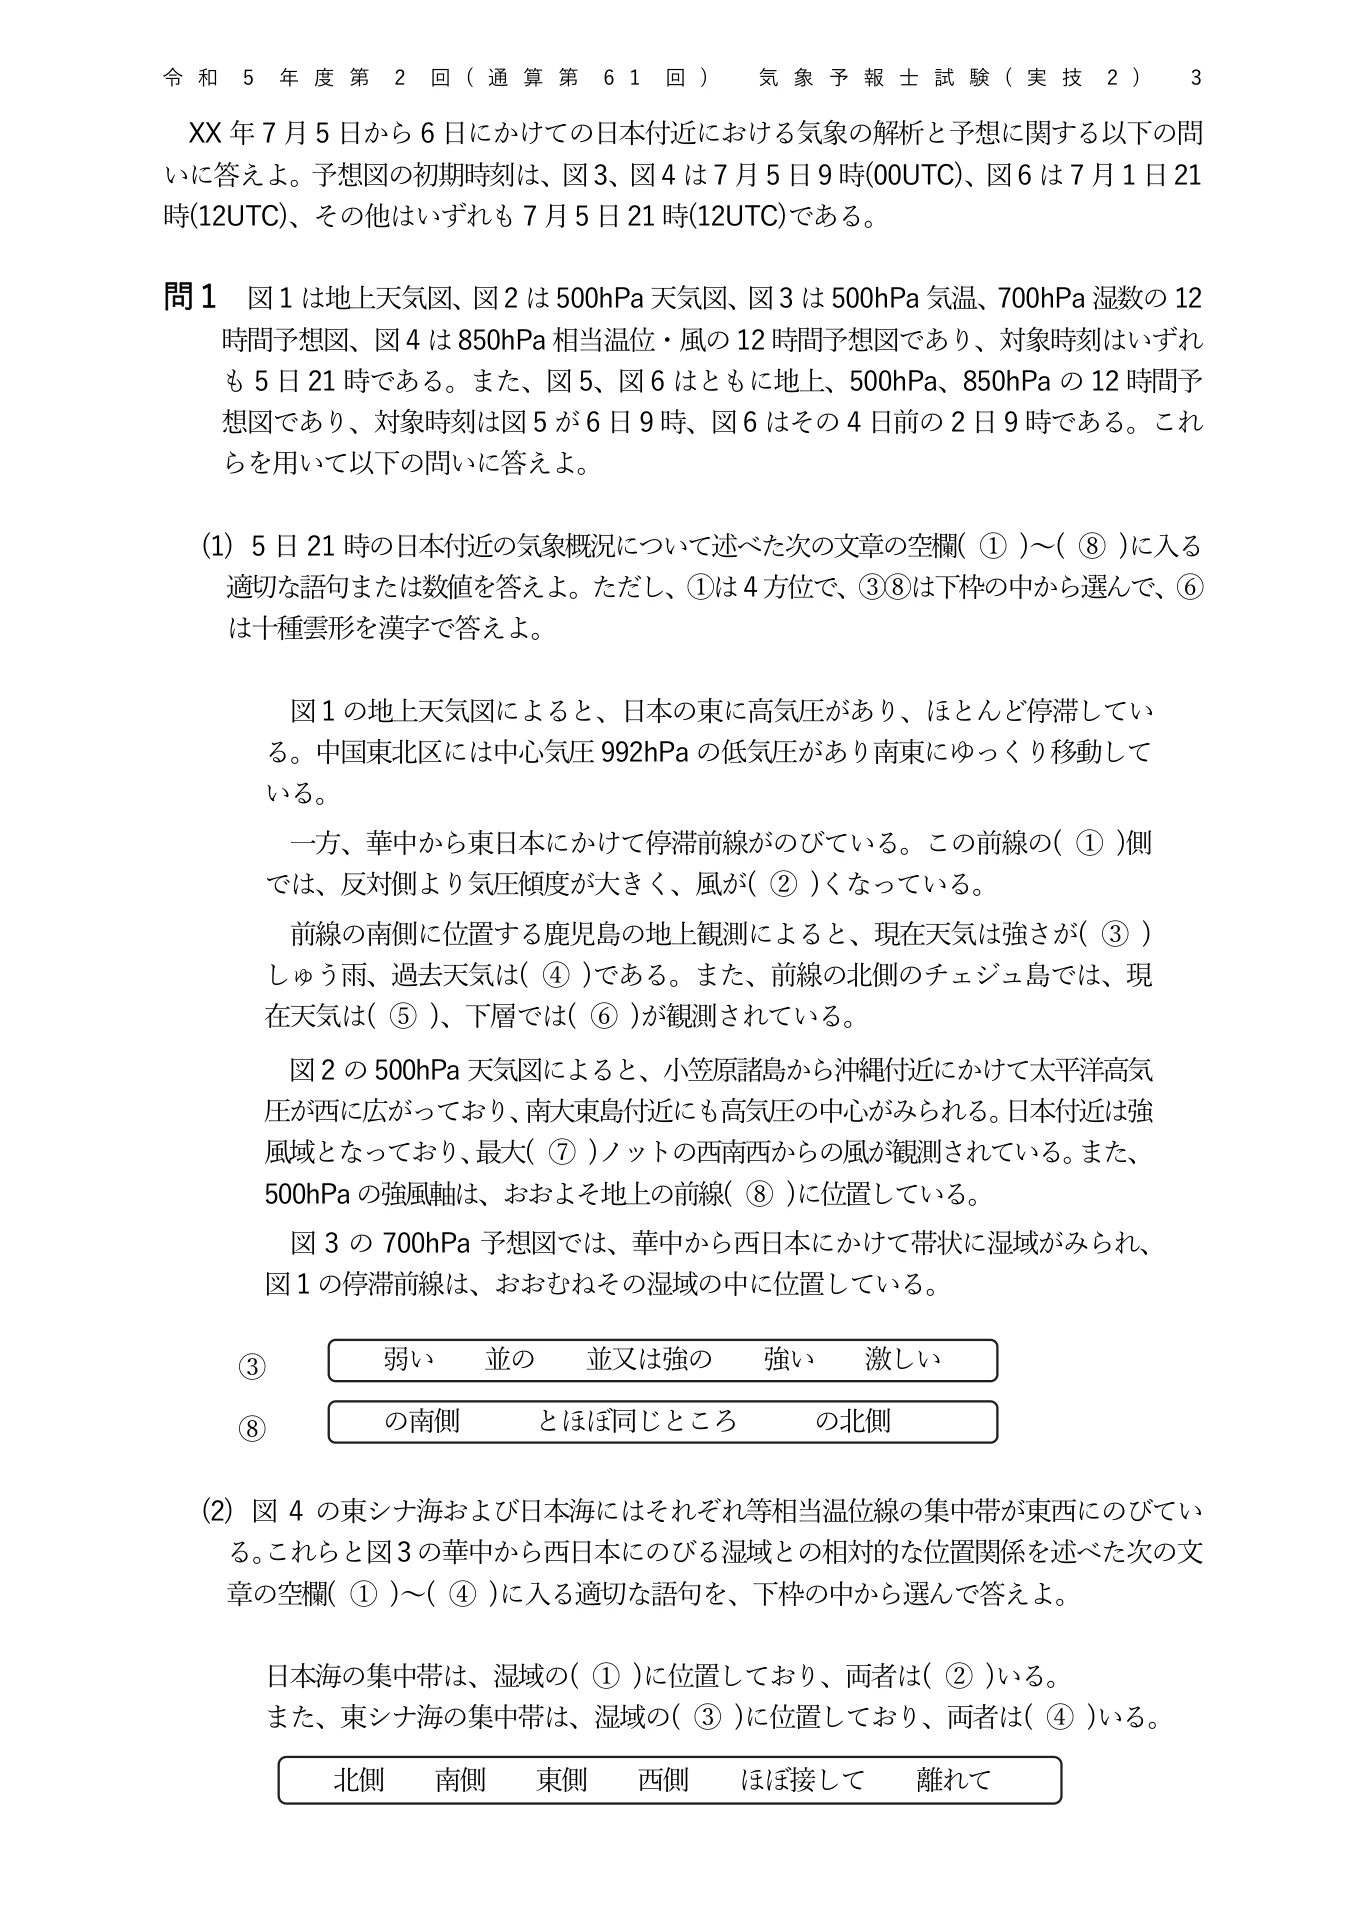 令和5年度第2回(通算第61回) 気象予報士試験(実技2) 3
XX 年 7 月 5 日から 6 日にかけての日本付近における気象の解析と予想に関する以下の問
いに答えよ。予想図の初期時刻は、図 3、図 4 は 7 月 5 日 9 時(00UTC)、図 6 は 7 月 1 日 21
時(12UTC)、その他はいずれも 7 月 5 日 21 時(12UTC)である。
問 1 図 1 は地上天気図、図 2 は 500hPa 天気図、図 3 は 500hPa 気温、700hPa 湿数の 12
時間予想図、図 4 は 850hPa 相当温位・風の 12 時間予想図であり、対象時刻はいずれ
も 5 日 21 時である。また、図 5、図 6 はともに地上、500hPa、850hPa の 12 時間予
想図であり、対象時刻は図 5 が 6 日 9 時、図 6 はその 4 日前の 2 日 9 時である。これ
らを用いて以下の問いに答えよ。
(1) 5 日 21 時の日本付近の気象概況について述べた次の文章の空欄( ① )〜( ⑧ )に入る
適切な語句または数値を答えよ。ただし、①は 4 方位で、③⑧は下枠の中から選んで、⑥
は十種雲形を漢字で答えよ。
図 1 の地上天気図によると、日本の東に高気圧があり、ほとんど停滞してい
る。中国東北区には中心気圧 992hPa の低気圧があり南東にゆっくり移動して
いる。
一方、華中から東日本にかけて停滞前線がのびている。この前線の( ① )側
では、反対側より気圧傾度が大きく、風が( ② )くなっている。
前線の南側に位置する鹿児島の地上観測によると、現在天気は強さが( ③ )
しゅう雨、過去天気は( ④ )である。また、前線の北側のチェジュ島では、現
在天気は( ⑤ )、下層では( ⑥ )が観測されている。
図 2 の 500hPa 天気図によると、小笠原諸島から沖縄付近にかけて太平洋高気
圧が西に広がっており、南大東島付近にも高気圧の中心がみられる。日本付近は強
風域となっており、最大( ⑦ )ノットの西南西からの風が観測されている。また、
500hPa の強風軸は、おおよそ地上の前線( ⑧ )に位置している。
図 3 の 700hPa 予想図では、華中から西日本にかけて帯状に湿域がみられ、
図 1 の停滞前線は、おおむねその湿域の中に位置している。
③ 弱い 並の 並又は強の 強い 激しい
⑧ の南側 とほぼ同じところ の北側
(2) 図 4 の東シナ海および日本海にはそれぞれ等相当温位線の集中帯が東西にのびてい
る。これらと図 3 の華中から西日本にのびる湿域との相対的な位置関係を述べた次の文
章の空欄( ① )〜( ④ )に入る適切な語句を、下枠の中から選んで答えよ。
日本海の集中帯は、湿域の( ① )に位置しており、両者は( ② )いる。
また、東シナ海の集中帯は、湿域の( ③ )に位置しており、両者は( ④ )いる。
北側 南側 東側 西側 ほぼ接して 離れて